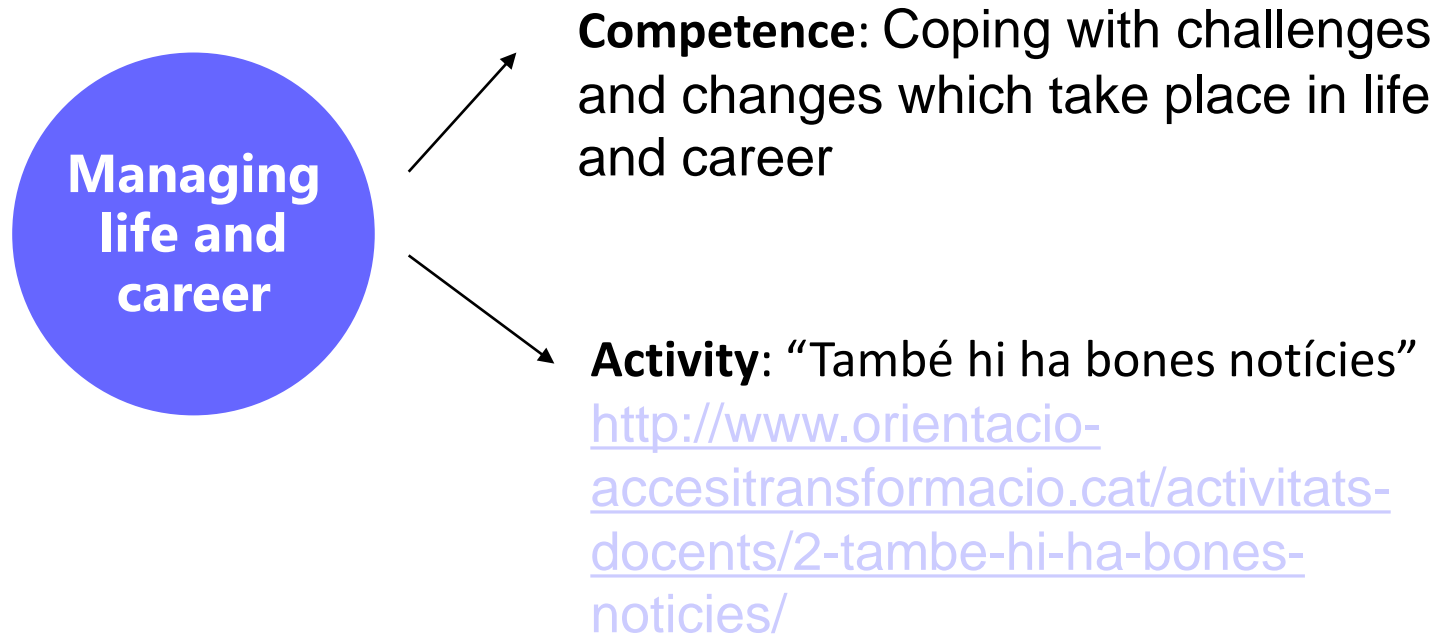 Managing
life and
career
Competence: Coping with challenges
and changes which take place in life
and career
Activity: “També hi ha bones notícies”
http://www.orientacio-
accesitransformacio.cat/activitats-
docents/2-tambe-hi-ha-bones-
noticies/